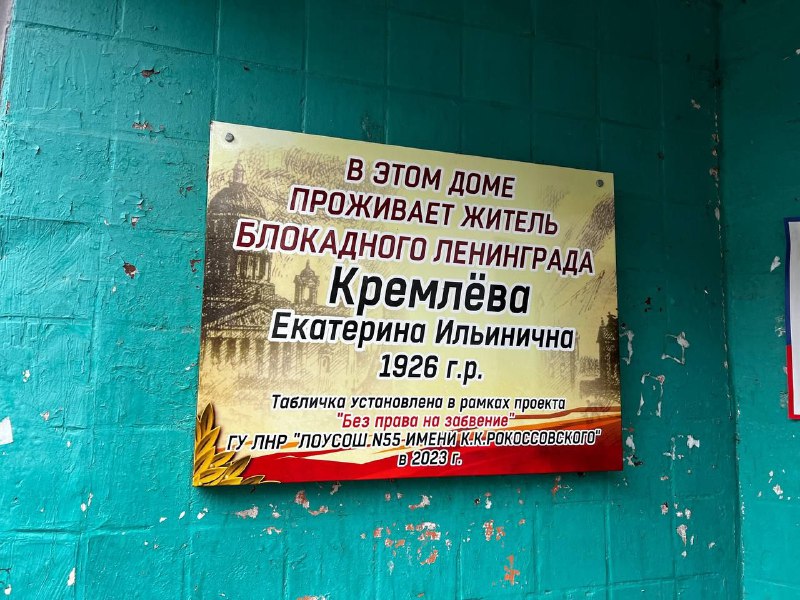 В ЭТОМ ДОМЕ
ПРОЖИВАЕТ ЖИТЕЛЬ
БЛОКАДНОГО ЛЕНИНГРАДА
Кремлёва
Екатерина Ильинична
1926 г.р.
Табличка установлена в рамках проекта
"Без права на забвение"
ГУ ЛНР "ЛОУСОШ N55-ИМЕНИ К.К.РОКОССОВСКОГО"
в 2023 г.